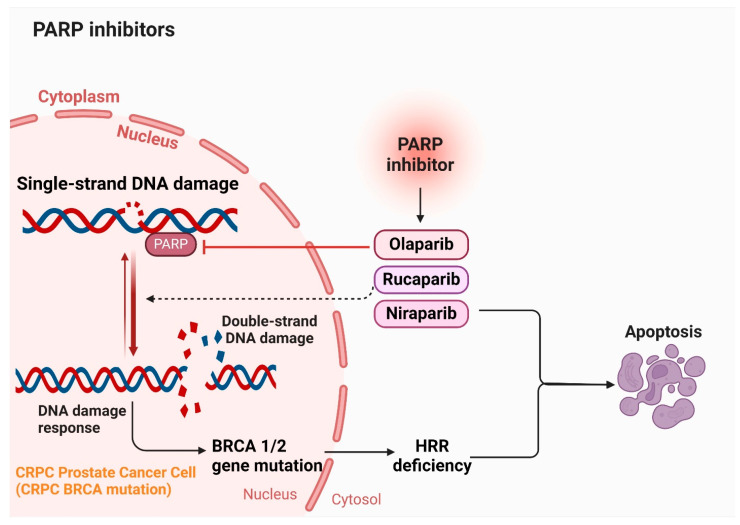 PARP inhibitors
Cytoplasm
Nucleus
PARP
inhibitor
Single-strand DNA damage
PARP
Olaparib
Rucaparib
Niraparib
Double-strand
DNA damage
Apoptosis
DNA damage
response
BRCA 1/2
gene mutation
HRR
deficiency
CRPC Prostate Cancer Cell
(CRPC BRCA mutation)
Nucleus
Cytosol